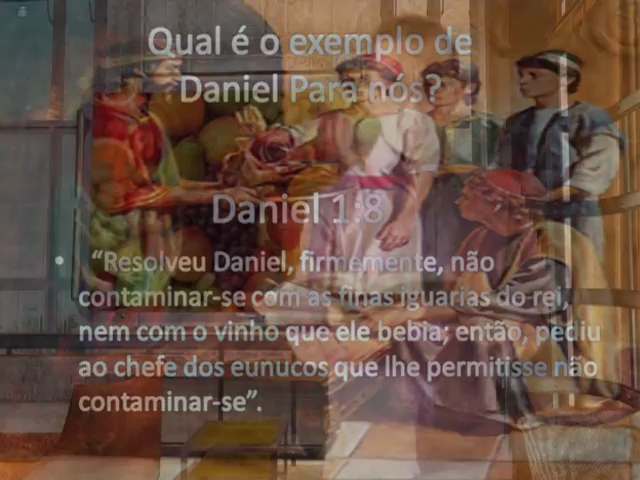 Qual é o exemplo de
Daniel Para nós?
Daniel 1:8
• “Resolveu Daniel, firmemente, não
contaminar-se com as finas iguarias do rei,
nem com o vinho que ele bebia; então, pediu
ao chefe dos eunucos que lhe permitisse não
contaminar-se”.